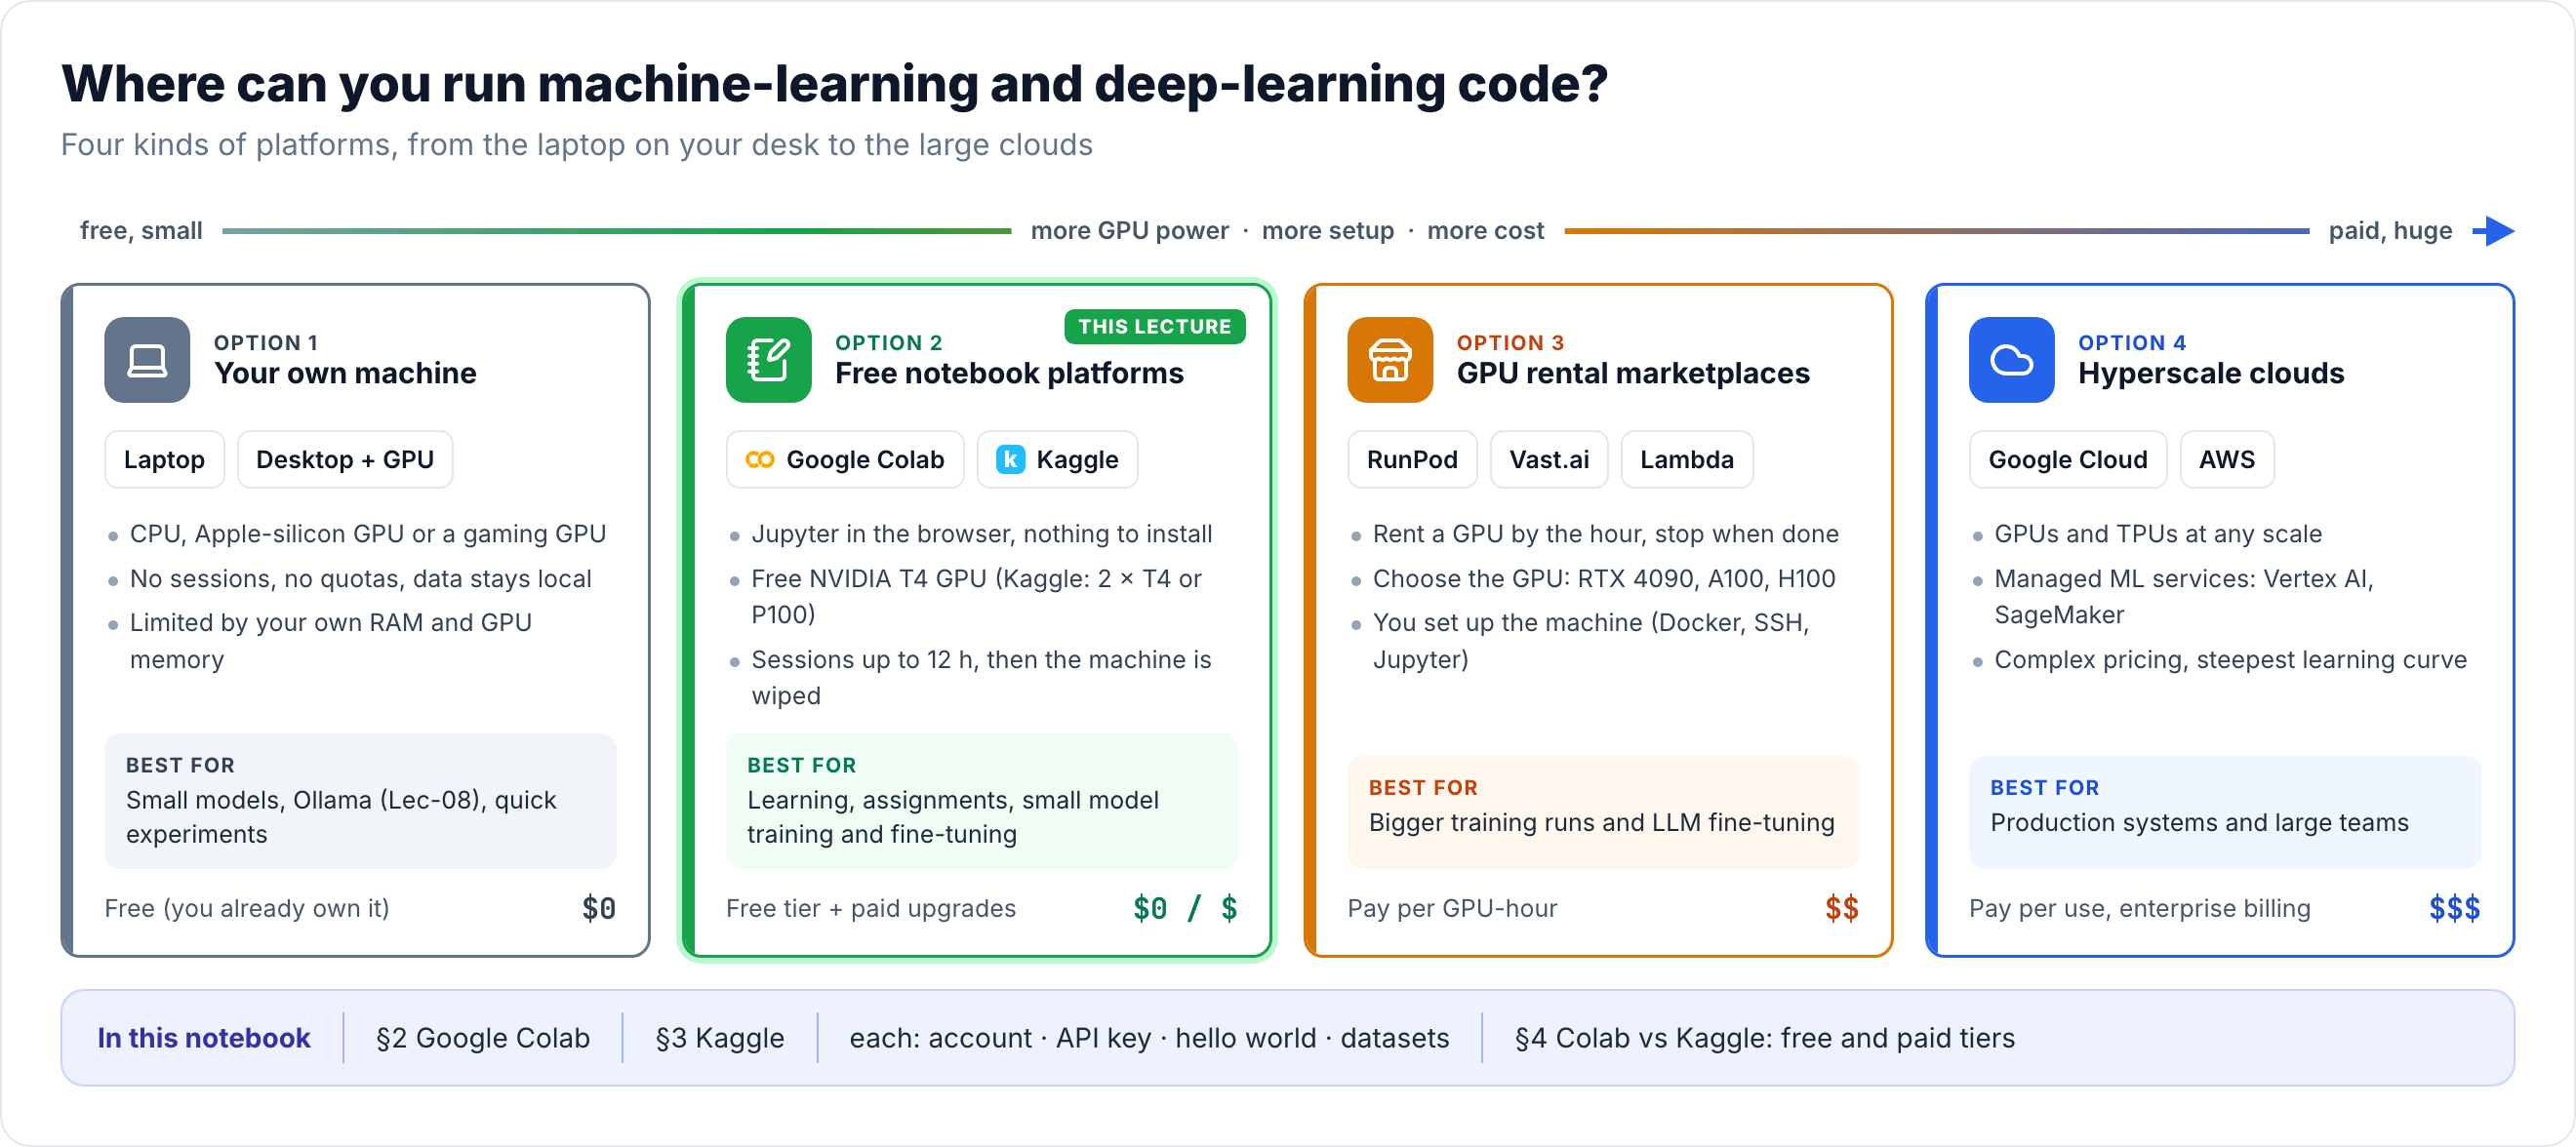 Where can you run machine-learning and deep-learning code?
Four kinds of platforms, from the laptop on your desk to the large clouds
free, small
more GPU power · more setup · more cost
paid, huge
OPTION 1
Your own machine
Laptop
Desktop + GPU
CPU, Apple-silicon GPU or a gaming GPU
No sessions, no quotas, data stays local
Limited by your own RAM and GPU
memory
BEST FOR
Small models, Ollama (Lec-08), quick
experiments
Free (you already own it)
$0
THIS LECTURE
OPTION 2
Free notebook platforms
Google Colab
k Kaggle
Jupyter in the browser, nothing to install
Free NVIDIA T4 GPU (Kaggle: 2 × T4 or
P100)
Sessions up to 12 h, then the machine is
wiped
BEST FOR
Learning, assignments, small model
training and fine-tuning
Free tier + paid upgrades
$0 / $
OPTION 3
GPU rental marketplaces
RunPod
Vast.ai
Lambda
Rent a GPU by the hour, stop when done
Choose the GPU: RTX 4090, A100, H100
You set up the machine (Docker, SSH,
Jupyter)
BEST FOR
Bigger training runs and LLM fine-tuning
Pay per GPU-hour
$$
OPTION 4
Hyperscale clouds
Google Cloud
AWS
GPUs and TPUs at any scale
Managed ML services: Vertex AI,
SageMaker
Complex pricing, steepest learning curve
BEST FOR
Production systems and large teams
Pay per use, enterprise billing
$$$
In this notebook
§2 Google Colab
§3 Kaggle
each: account · API key · hello world · datasets
§4 Colab vs Kaggle: free and paid tiers